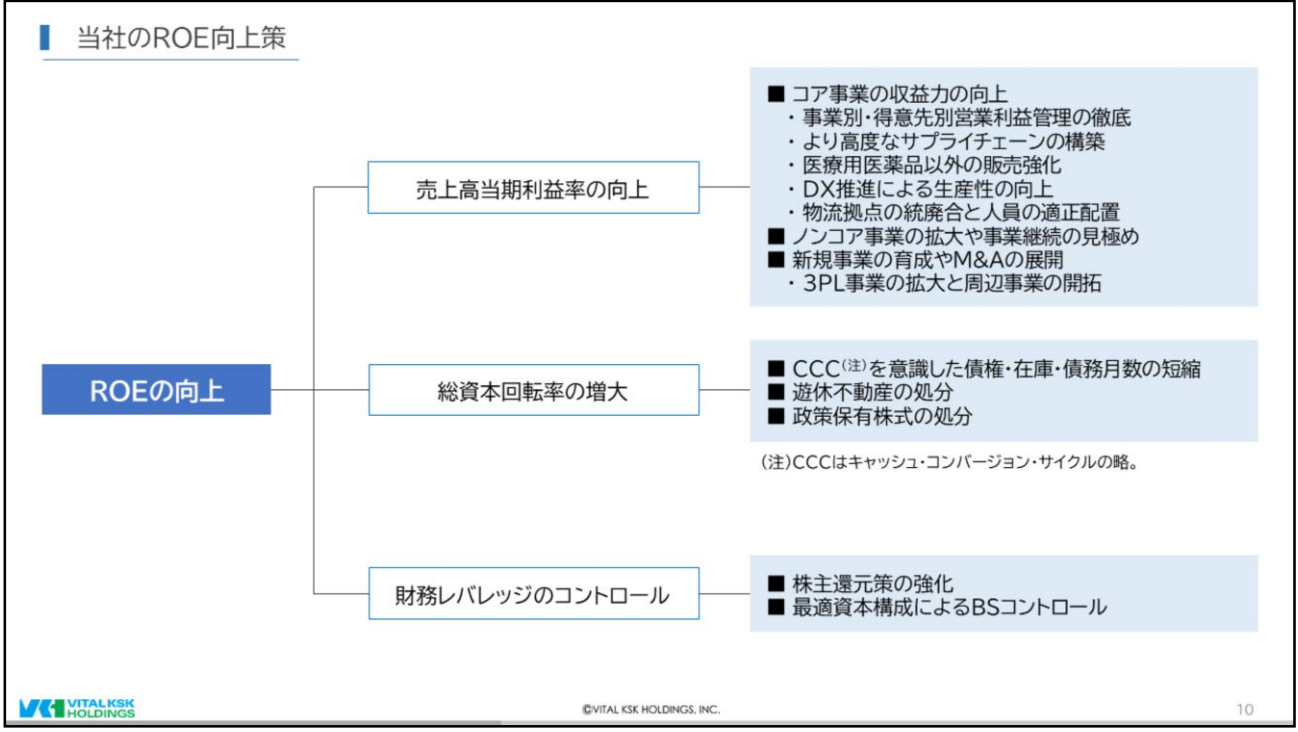 当社のROE向上策
ROEの向上
売上高当期利益率の向上
■ コア事業の収益力の向上
・事業別・得意先別営業利益管理の徹底
・より高度なサプライチェーンの構築
・医療用医薬品以外の販売強化
・DX推進による生産性の向上
・物流拠点の統廃合と人員の適正配置
■ ノンコア事業の拡大や事業継続の見極め
■ 新規事業の育成やM&Aの展開
・3PL事業の拡大と周辺事業の開拓
総資本回転率の増大
■ CCC(注)を意識した債権・在庫・債務月数の短縮
■ 遊休不動産の処分
■ 政策保有株式の処分
(注)CCCはキャッシュ・コンバージョン・サイクルの略。
財務レバレッジのコントロール
■ 株主還元策の強化
■ 最適資本構成によるBSコントロール
VITAL KSK
HOLDINGS
©VITAL KSK HOLDINGS, INC.
10